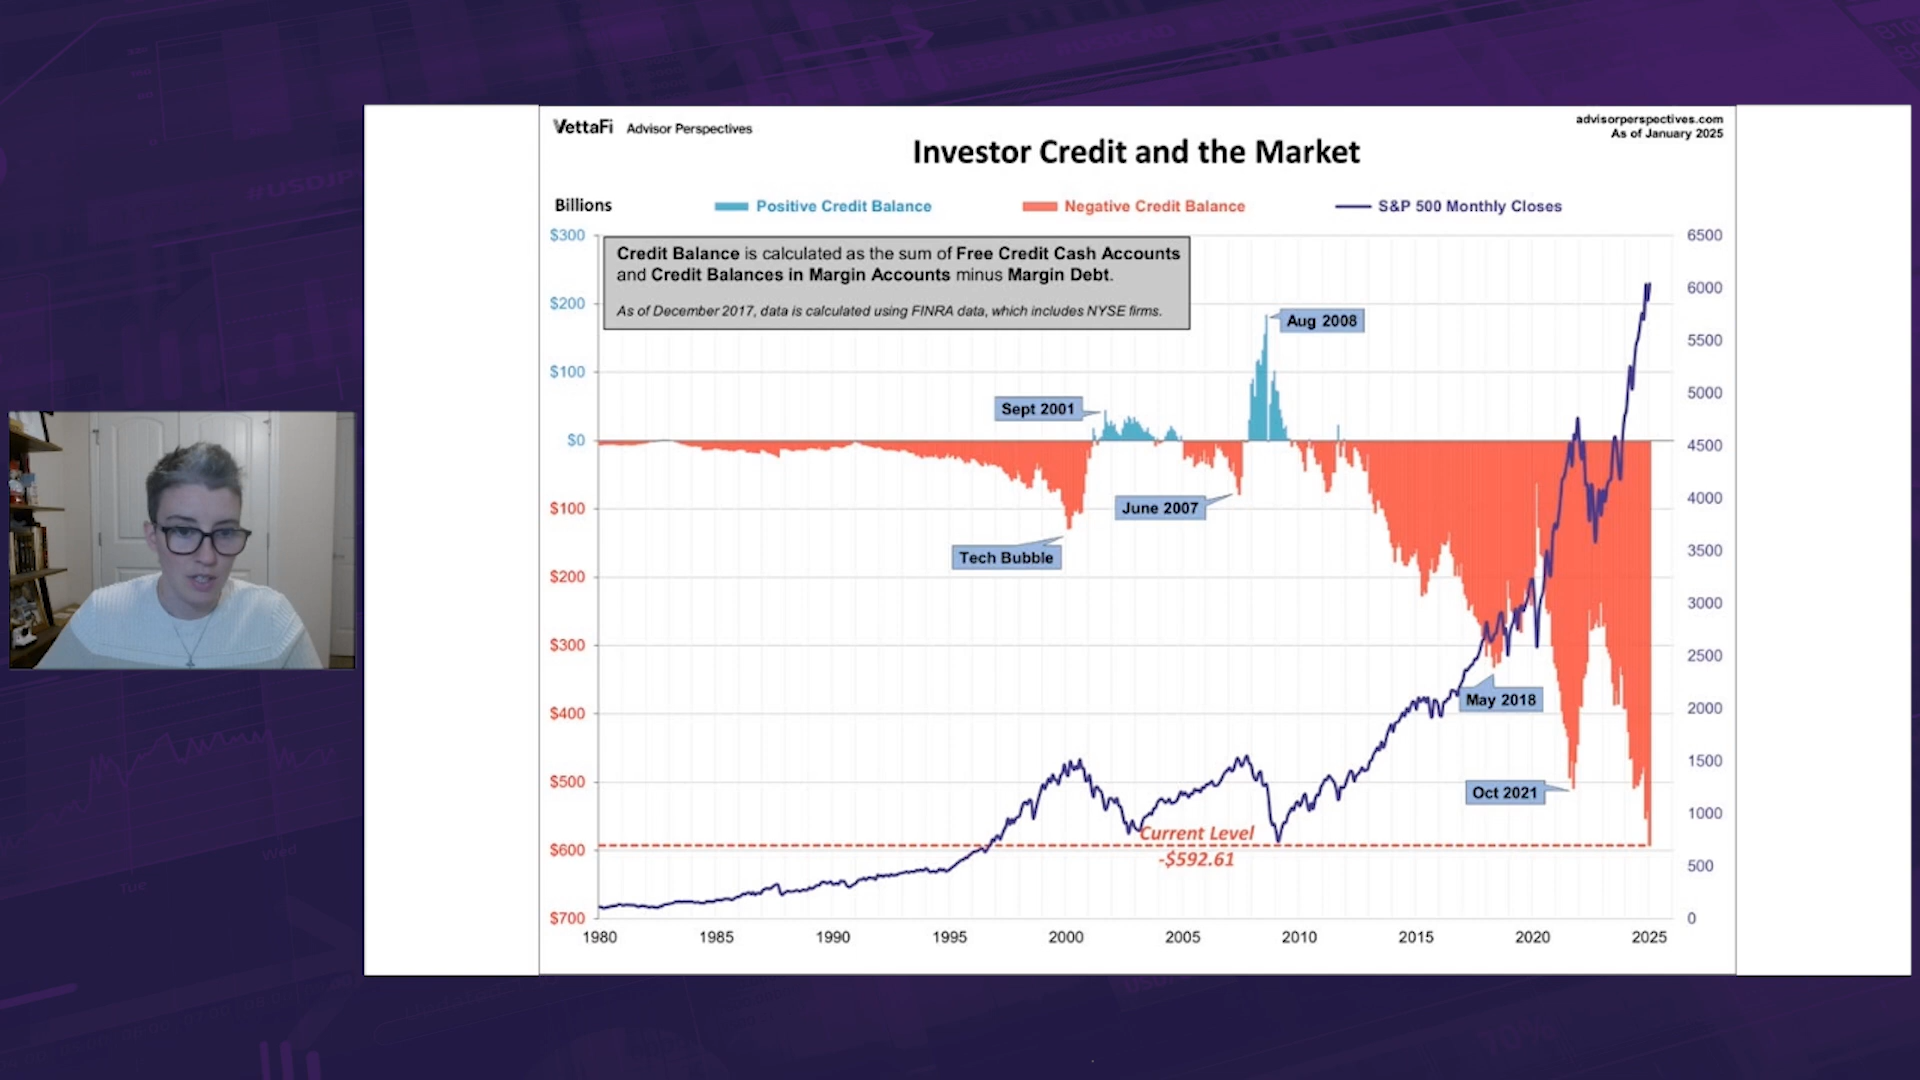 VettaFi Advisor Perspectives
advisorperspectives.com
As of January 2025
Investor Credit and the Market
Billions
Positive Credit Balance
Negative Credit Balance
S&P 500 Monthly Closes
Credit Balance is calculated as the sum of Free Credit Cash Accounts
and Credit Balances in Margin Accounts minus Margin Debt.
As of December 2017, data is calculated using FINRA data, which includes NYSE firms.
$300
$200
$100
$0
$100
$200
$300
$400
$500
$600
$700
6500
6000
5500
5000
4500
4000
3500
3000
2500
2000
1500
1000
500
0
Aug 2008
Sept 2001
June 2007
Tech Bubble
May 2018
Oct 2021
Current Level
-$592.61
1980
1985
1990
1995
2000
2005
2010
2015
2020
2025
#USDJP
Wed
Tue